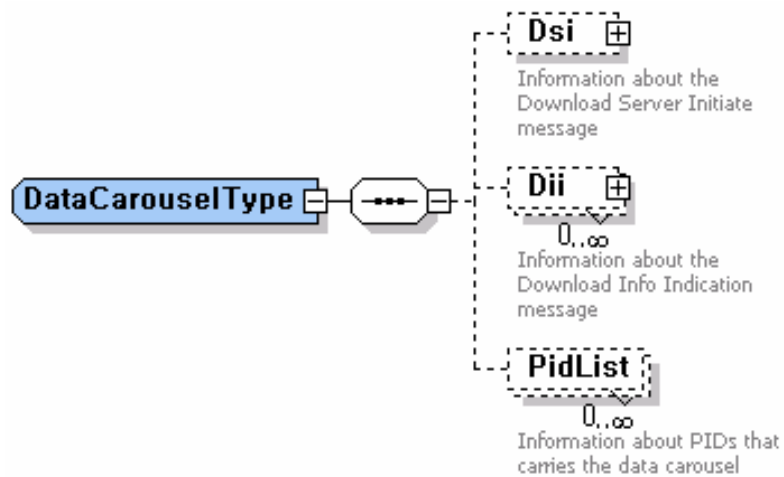 Dsi
Information about the
Download Server Initiate
message
DataCarouselType
Dii
0..∞
Information about the
Download Info Indication
message
PidList
0..∞
Information about PIDs that
carries the data carousel